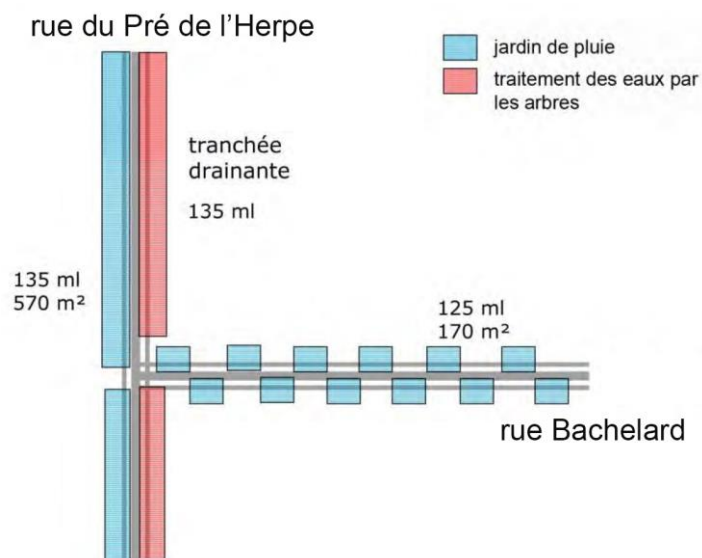 rue du Pré de l'Herpe
jardin de pluie
traitement des eaux par
les arbres
tranchée
drainante
135 ml
135 ml
570 m²
125 ml
170 m²
rue Bachelard